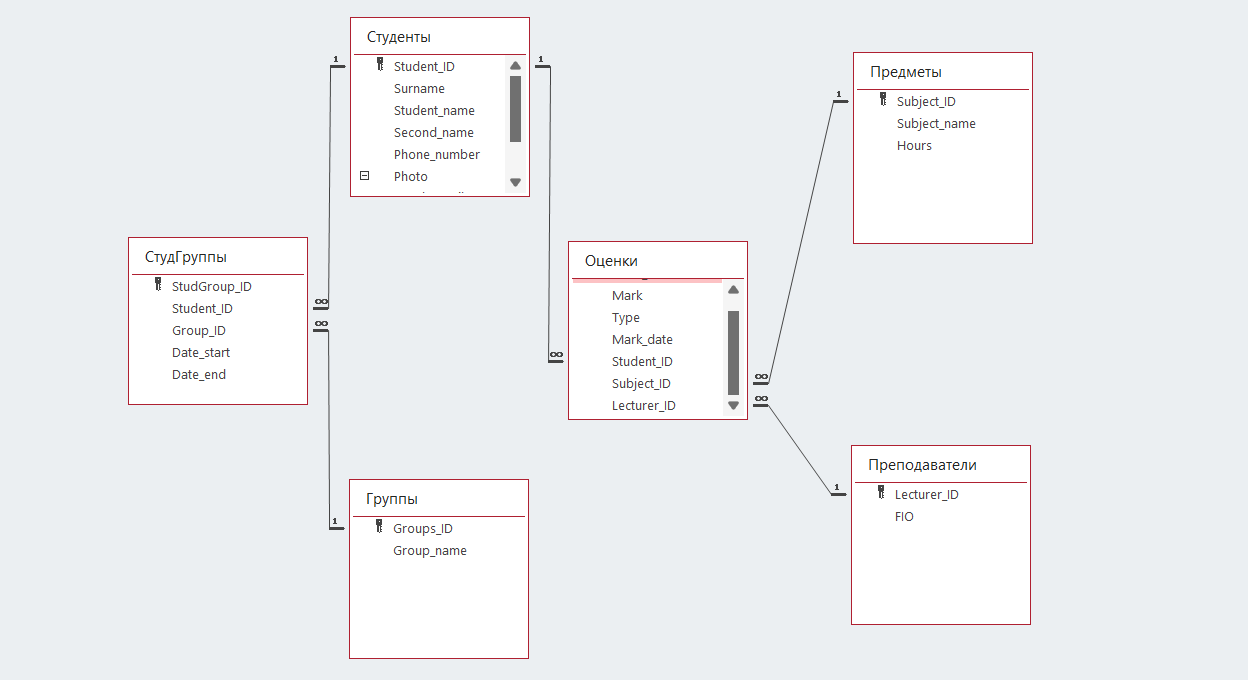 Студенты
Student_ID
Surname
Student_name
Second_name
Phone_number
Photo
Предметы
Subject_ID
Subject_name
Hours
СтудГруппы
StudGroup_ID
Student_ID
Group_ID
Date_start
Date_end
Оценки
Mark
Type
Mark_date
Student_ID
Subject_ID
Lecturer_ID
Группы
Groups_ID
Group_name
Преподаватели
Lecturer_ID
FIO
1
1
1
∞
∞
∞
∞
∞
1
1